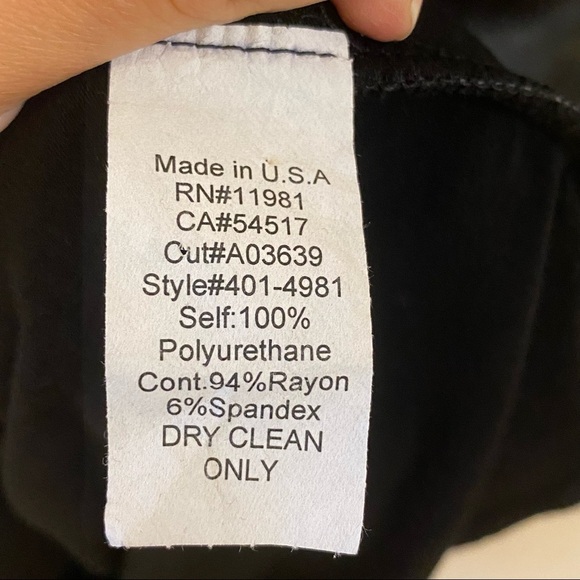 Made in U.S.A
RN#11981
CA#54517
Cut#A03639
Style#401-4981
Self:100%
Polyurethane
Cont.94%Rayon
6%Spandex
DRY CLEAN
ONLY